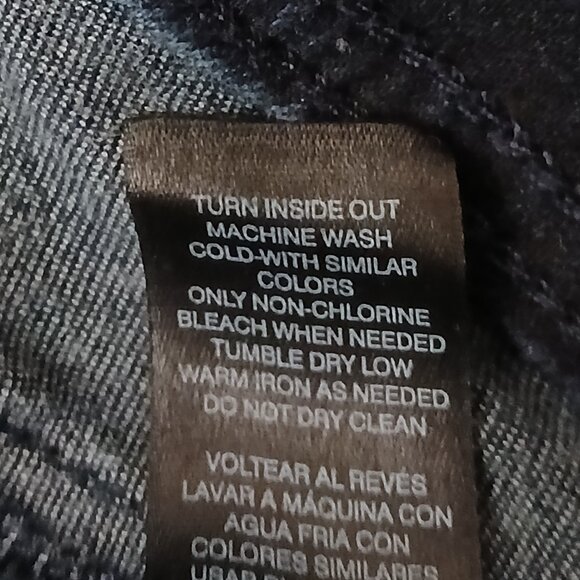 TURN INSIDE OUT
MACHINE WASH
COLD-WITH SIMILAR
COLORS
ONLY NON-CHLORINE
BLEACH WHEN NEEDED
TUMBLE DRY LOW
WARM IRON AS NEEDED
DO NOT DRY CLEAN
VOLTEAR AL REVÉS
LAVAR A MÁQUINA CON
AGUA FRIA CON
COLORES SIMILARES
USAR